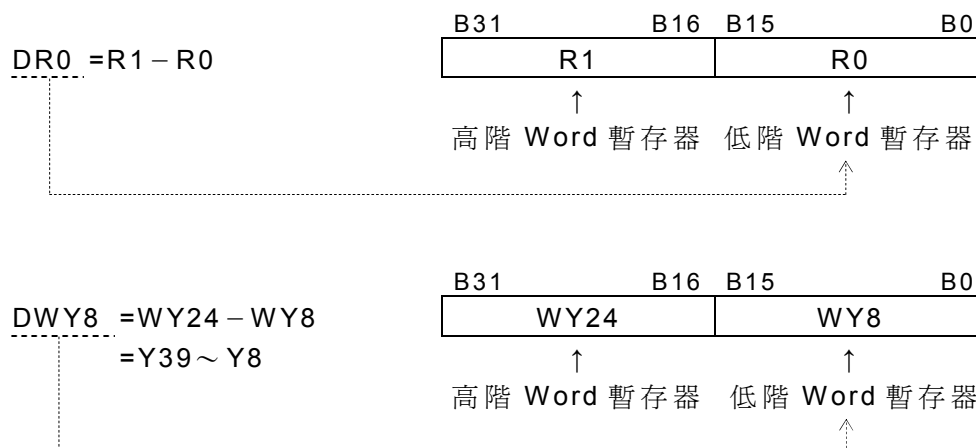 B31 B16 B15 B0
DR0 =R1－R0 R1 R0
↑ ↑
高階 Word 暫存器 低階 Word 暫存器
B31 B16 B15 B0
DWY8 =WY24－WY8 WY24 WY8
=Y39～Y8
↑ ↑
高階 Word 暫存器 低階 Word 暫存器